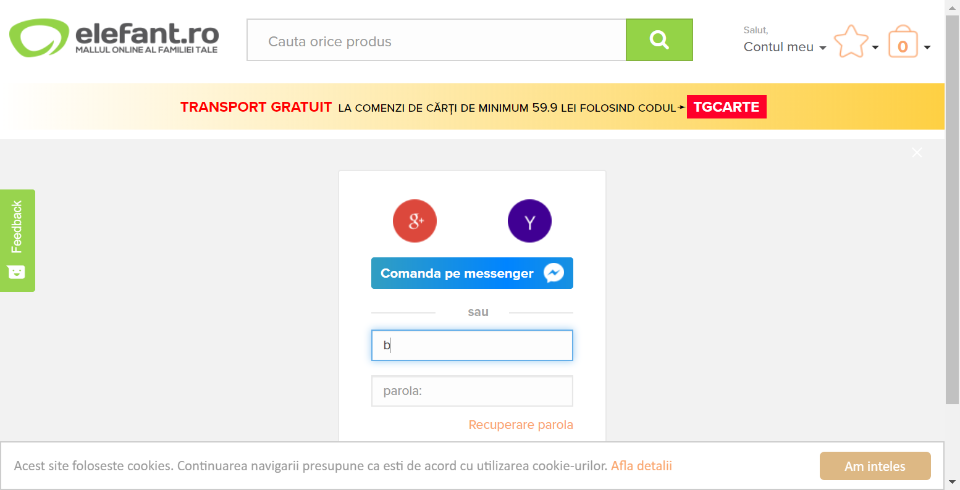 elefant.ro
MALLUL ONLINE AL FAMILIEI TALE
Cauta orice produs
Salut,
Contul meu
0
TRANSPORT GRATUIT LA COMENZI DE CĂRȚI DE MINIMUM 59.9 LEI FOLOSIND CODUL TGCARTE
Feedback
g+
Y
Comanda pe messenger
sau
b
parola:
Recuperare parola
Acest site foloseste cookies. Continuarea navigarii presupune ca esti de acord cu utilizarea cookie-urilor. Afla detalii
Am inteles